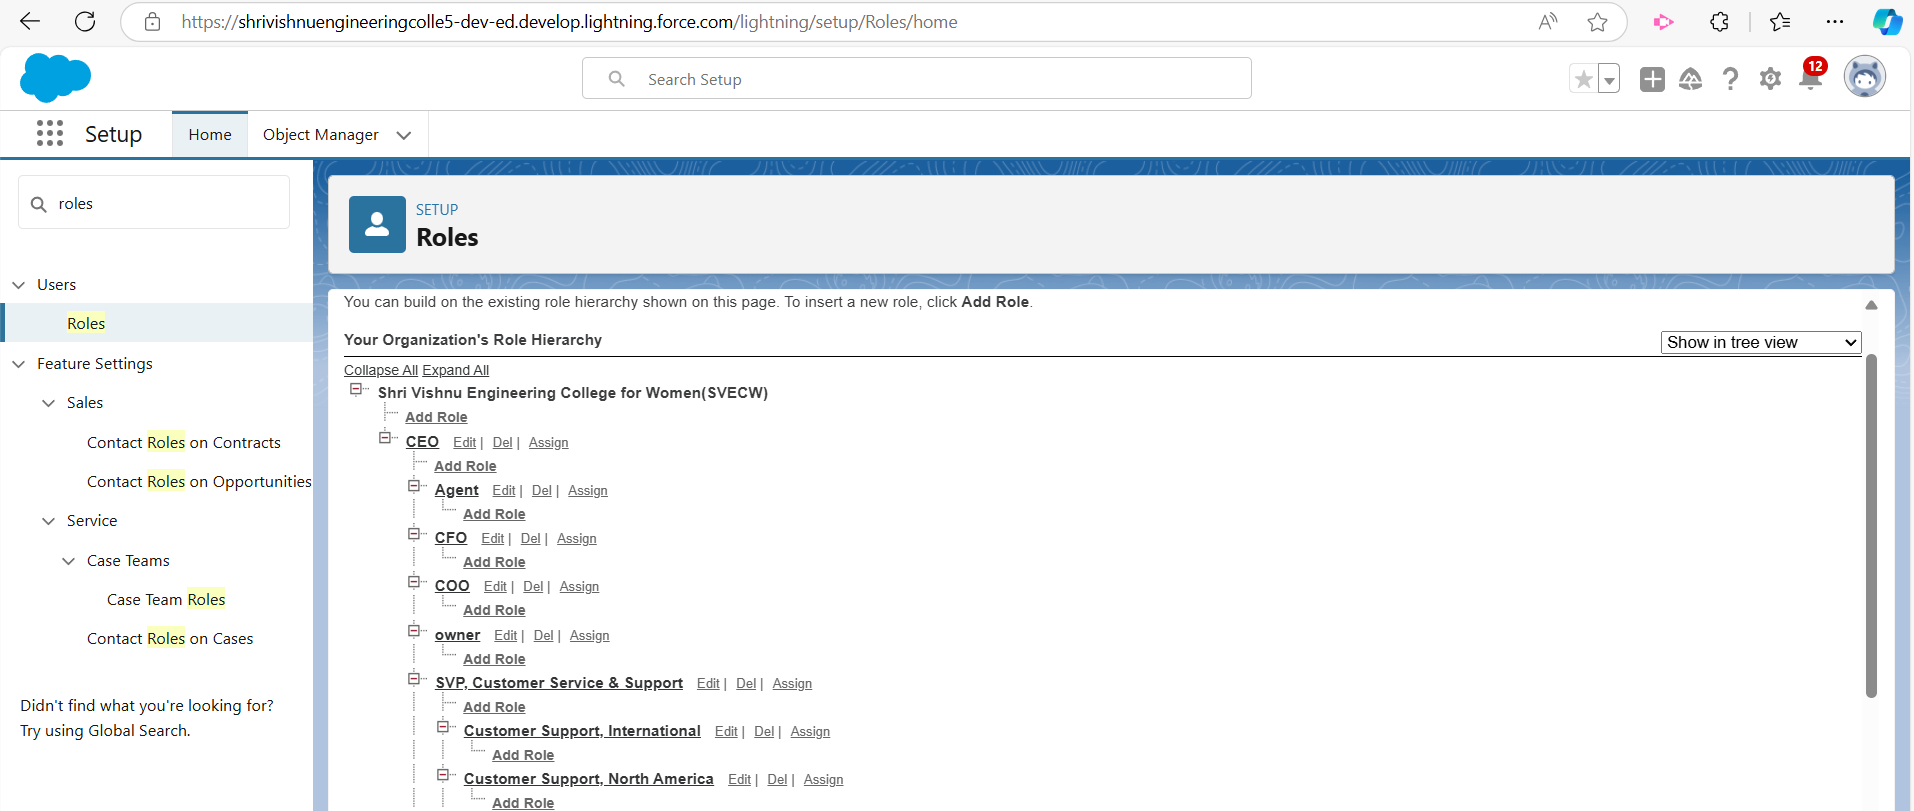 https://shrivishnuengineeringcolle5-dev-ed.develop.lightning.force.com/lightning/setup/Roles/home
Search Setup
12
Setup
Home
Object Manager
roles
Users
Roles
Feature Settings
Sales
Contact Roles on Contracts
Contact Roles on Opportunities
Service
Case Teams
Case Team Roles
Contact Roles on Cases
Didn't find what you're looking for?
Try using Global Search.
SETUP
Roles
You can build on the existing role hierarchy shown on this page. To insert a new role, click Add Role.
Your Organization's Role Hierarchy
Show in tree view
Collapse All Expand All
Shri Vishnu Engineering College for Women(SVECW)
Add Role
CEO Edit | Del | Assign
Add Role
Agent Edit | Del | Assign
Add Role
CFO Edit | Del | Assign
Add Role
COO Edit | Del | Assign
Add Role
owner Edit | Del | Assign
Add Role
SVP, Customer Service & Support Edit | Del | Assign
Add Role
Customer Support, International Edit | Del | Assign
Add Role
Customer Support, North America Edit | Del | Assign
Add Role